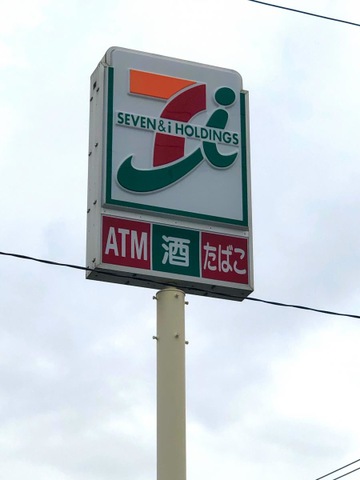 SEVEN & i HOLDINGS
ATM 酒 たばこ